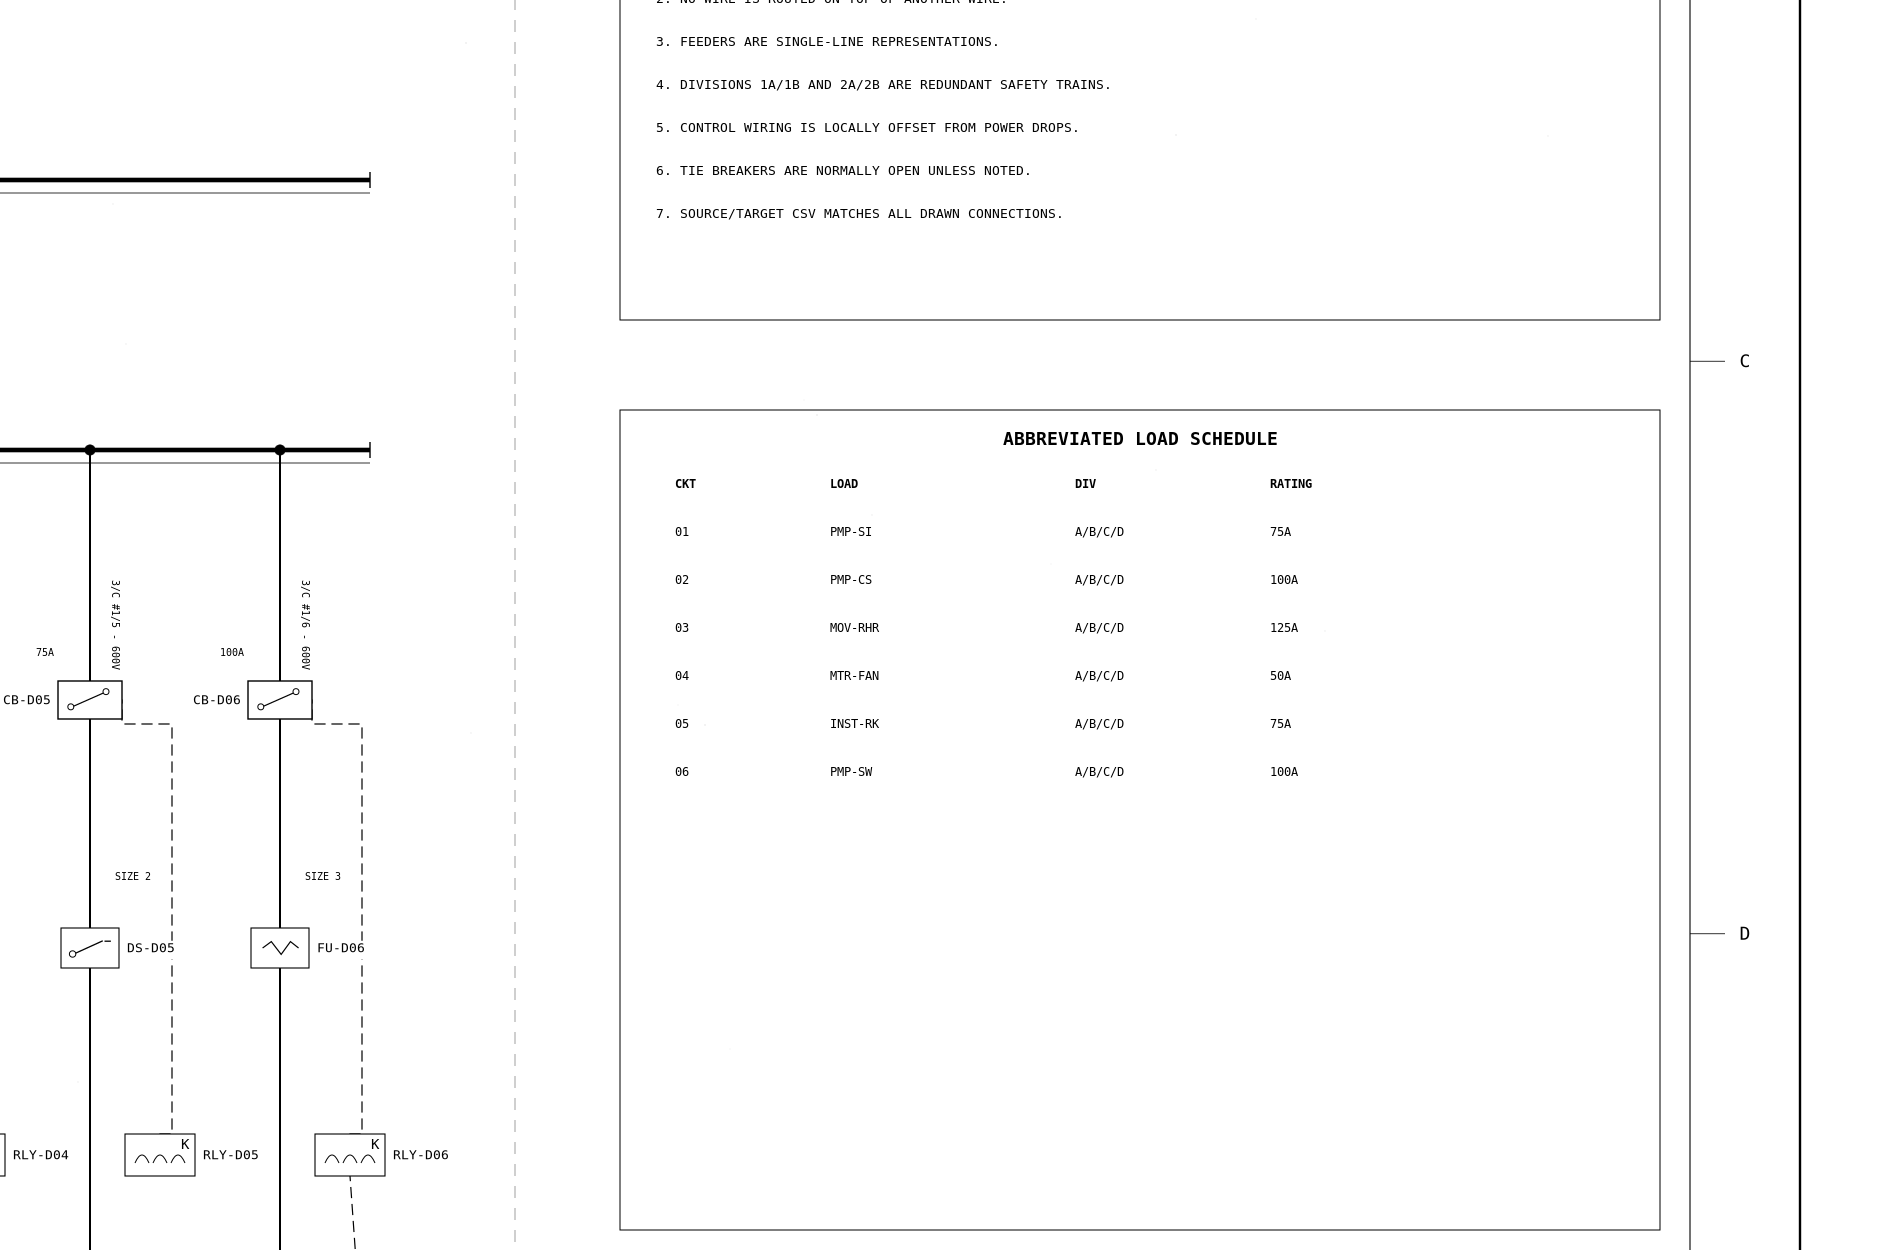 3. FEEDERS ARE SINGLE-LINE REPRESENTATIONS.
4. DIVISIONS 1A/1B AND 2A/2B ARE REDUNDANT SAFETY TRAINS.
5. CONTROL WIRING IS LOCALLY OFFSET FROM POWER DROPS.
6. TIE BREAKERS ARE NORMALLY OPEN UNLESS NOTED.
7. SOURCE/TARGET CSV MATCHES ALL DRAWN CONNECTIONS.
C
ABBREVIATED LOAD SCHEDULE
CKT LOAD DIV RATING
01 PMP-SI A/B/C/D 75A
02 PMP-CS A/B/C/D 100A
03 MOV-RHR A/B/C/D 125A
04 MTR-FAN A/B/C/D 50A
05 INST-RK A/B/C/D 75A
06 PMP-SW A/B/C/D 100A
D
3/C #1/5 - 600V
3/C #1/6 - 600V
75A
100A
CB-D05
CB-D06
SIZE 2
SIZE 3
DS-D05
FU-D06
K
K
RLY-D04
RLY-D05
RLY-D06